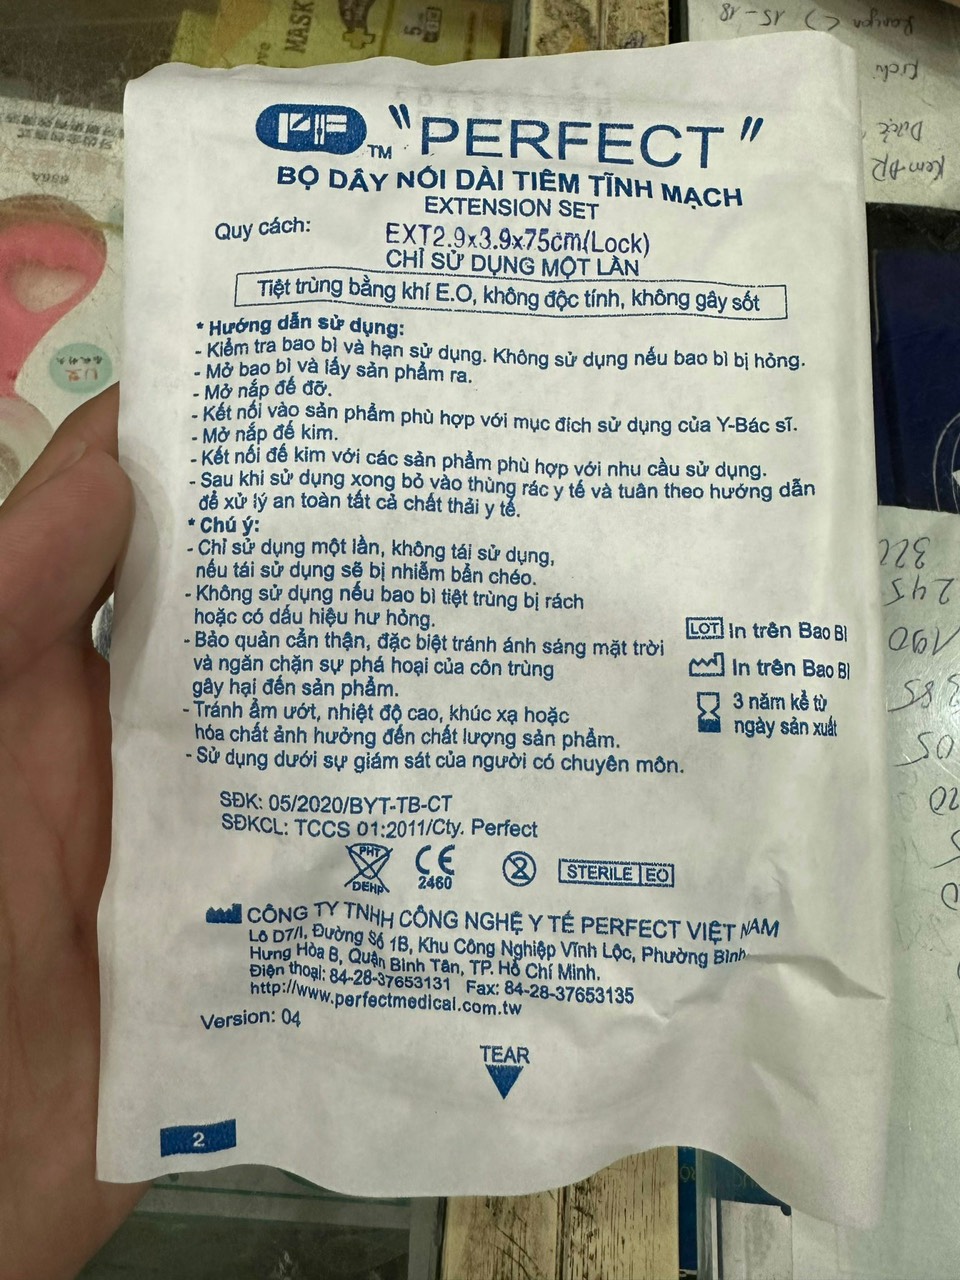 PF TM "PERFECT"
BỘ DÂY NỐI DÀI TIÊM TĨNH MẠCH
EXTENSION SET
Quy cách: EXT2.9x3.9x75cm(Lock)
CHỈ SỬ DỤNG MỘT LẦN
Tiệt trùng bằng khí E.O, không độc tính, không gây sốt
* Hướng dẫn sử dụng:
- Kiểm tra bao bì và hạn sử dụng. Không sử dụng nếu bao bì bị hỏng.
- Mở bao bì và lấy sản phẩm ra.
- Mở nắp đế đỡ.
- Kết nối vào sản phẩm phù hợp với mục đích sử dụng của Y-Bác sĩ.
- Mở nắp đế kim.
- Kết nối đế kim với các sản phẩm phù hợp với nhu cầu sử dụng.
- Sau khi sử dụng xong bỏ vào thùng rác y tế và tuân theo hướng dẫn
để xử lý an toàn tất cả chất thải y tế.
* Chú ý:
- Chỉ sử dụng một lần, không tái sử dụng,
nếu tái sử dụng sẽ bị nhiễm bẩn chéo.
- Không sử dụng nếu bao bì tiệt trùng bị rách
hoặc có dấu hiệu hư hỏng.
- Bảo quản cẩn thận, đặc biệt tránh ánh sáng mặt trời
và ngăn chặn sự phá hoại của côn trùng
gây hại đến sản phẩm.
- Tránh ẩm ướt, nhiệt độ cao, khúc xạ hoặc
hóa chất ảnh hưởng đến chất lượng sản phẩm.
- Sử dụng dưới sự giám sát của người có chuyên môn.
LOT In trên Bao Bì
In trên Bao Bì
3 năm kể từ
ngày sản xuất
SĐK: 05/2020/BYT-TB-CT
SĐKCL: TCCS 01:2011/Cty. Perfect
PHT
DEHP
CE
2460
2
STERILE EO
CÔNG TY TNHH CÔNG NGHỆ Y TẾ PERFECT VIỆT NAM
Lô D7/I, Đường Số 1B, Khu Công Nghiệp Vĩnh Lộc, Phường Bình
Hưng Hòa B, Quận Bình Tân, TP. Hồ Chí Minh.
Điện thoại: 84-28-37653131 Fax: 84-28-37653135
http://www.perfectmedical.com.tw
Version: 04
TEAR
2
MASK
15-18
Kem
322
245
190
85
50